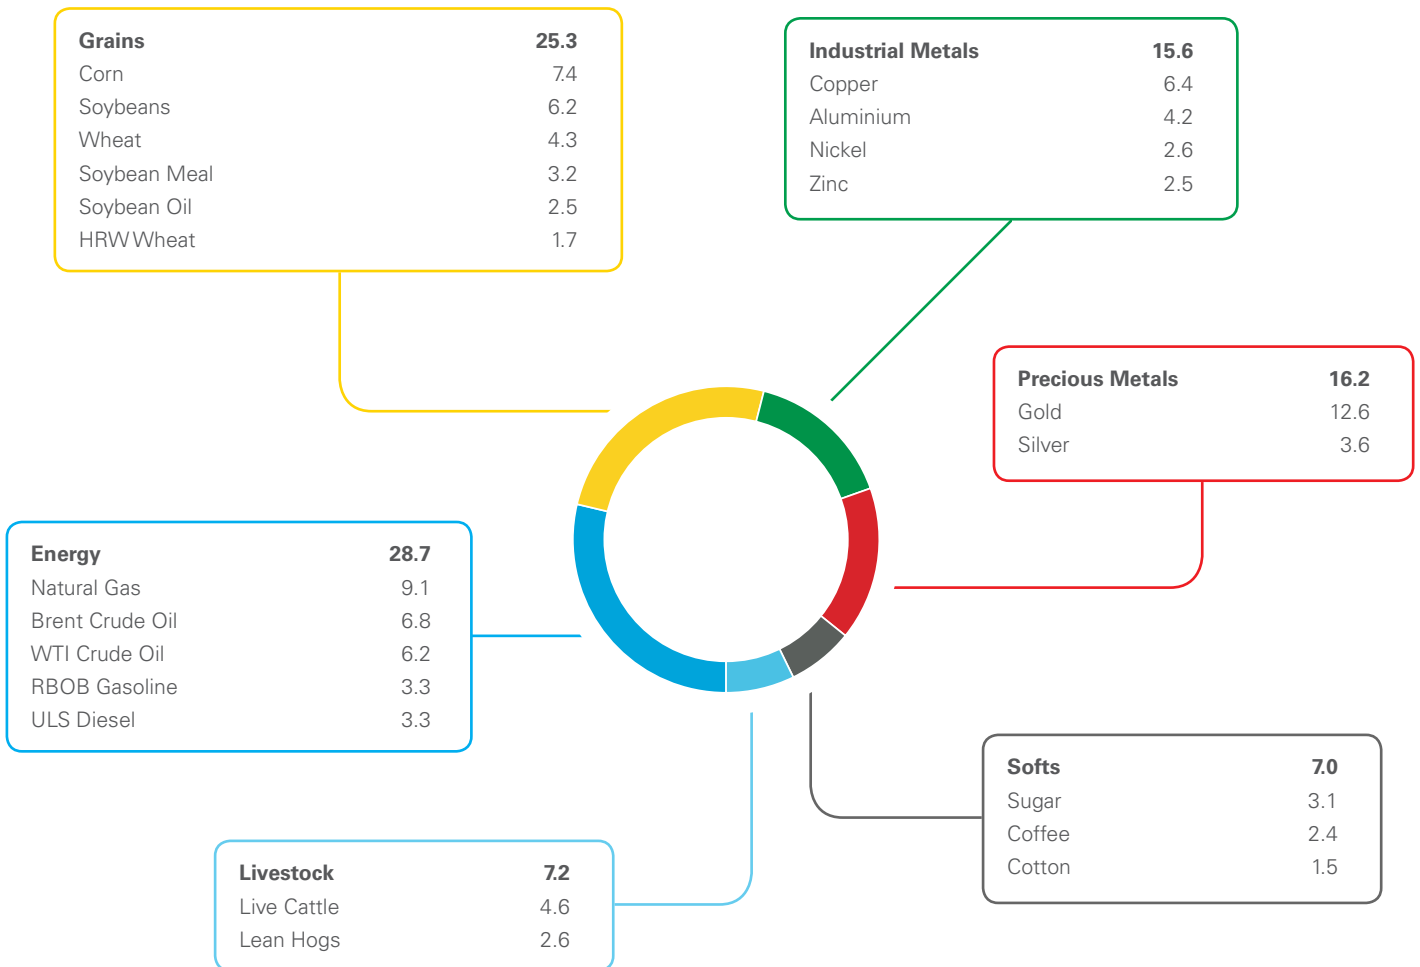 Grains 25.3
Corn 7.4
Soybeans 6.2
Wheat 4.3
Soybean Meal 3.2
Soybean Oil 2.5
HRW Wheat 1.7
Industrial Metals 15.6
Copper 6.4
Aluminium 4.2
Nickel 2.6
Zinc 2.5
Precious Metals 16.2
Gold 12.6
Silver 3.6
Energy 28.7
Natural Gas 9.1
Brent Crude Oil 6.8
WTI Crude Oil 6.2
RBOB Gasoline 3.3
ULS Diesel 3.3
Softs 7.0
Sugar 3.1
Coffee 2.4
Cotton 1.5
Livestock 7.2
Live Cattle 4.6
Lean Hogs 2.6